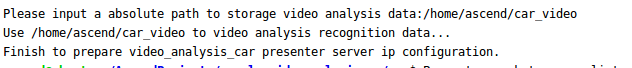 Please input a absolute path to storage video analysis data:/home/ascend/car_video
Use /home/ascend/car_video to video analysis recognition data...
Finish to prepare video_analysis_car presenter server ip configuration.